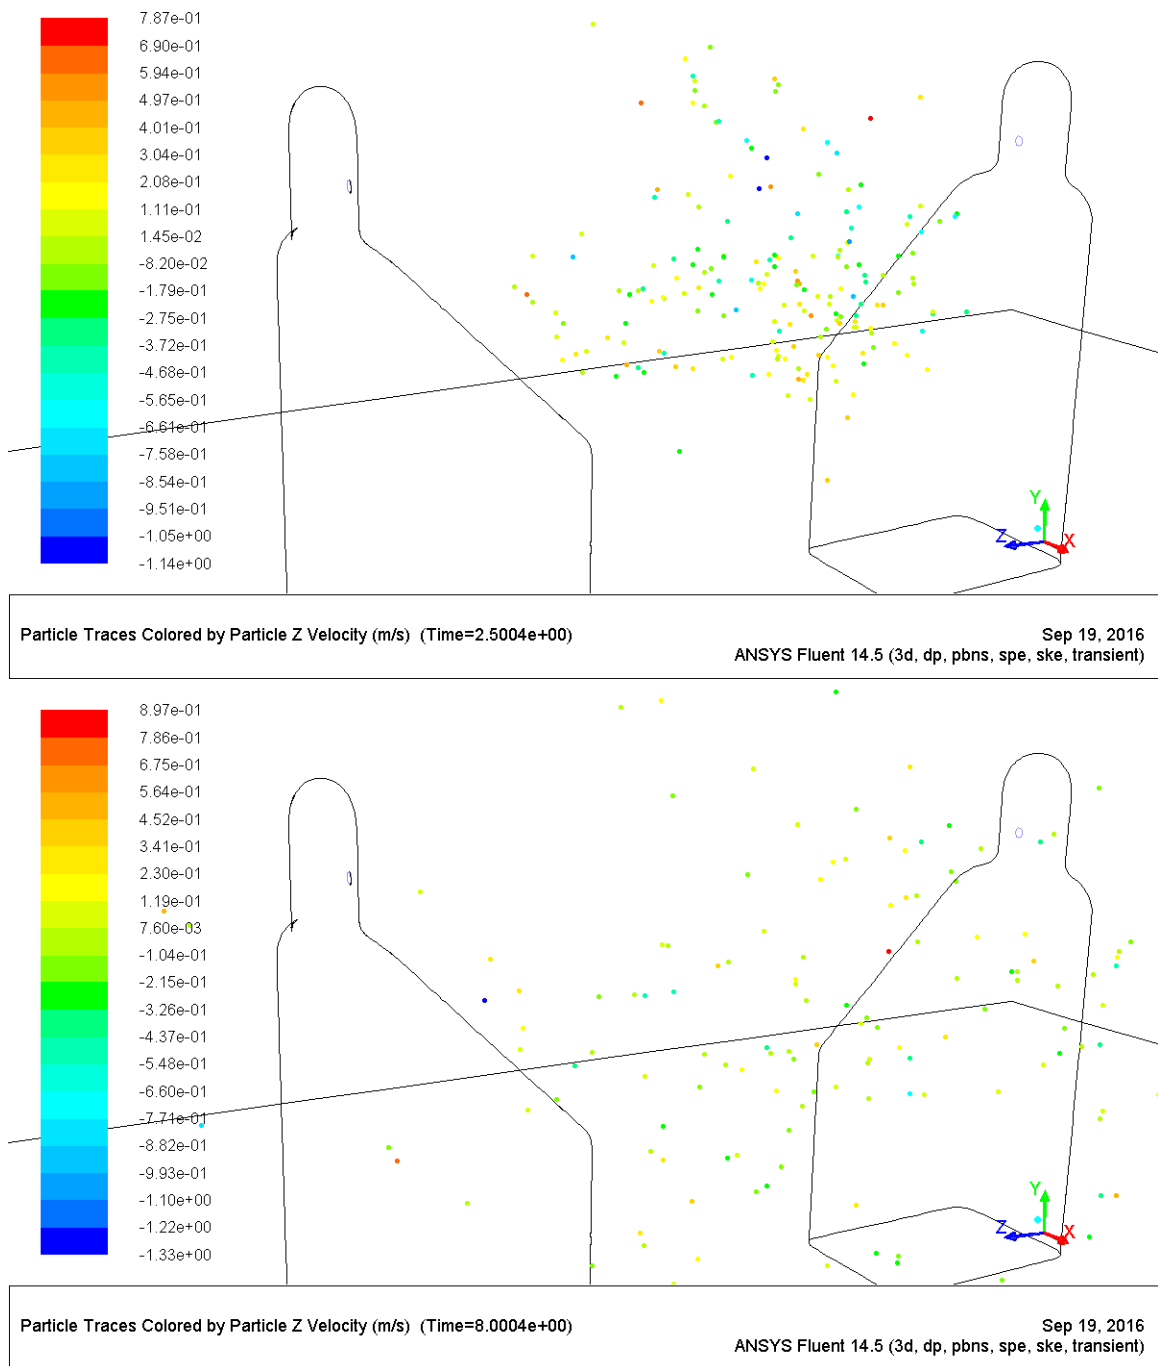 7.87e-01
6.90e-01
5.94e-01
4.97e-01
4.01e-01
3.04e-01
2.08e-01
1.11e-01
1.45e-02
-8.20e-02
-1.79e-01
-2.75e-01
-3.72e-01
-4.68e-01
-5.65e-01
-6.61e-01
-7.58e-01
-8.54e-01
-9.51e-01
-1.05e+00
-1.14e+00
Y
Z
X
Particle Traces Colored by Particle Z Velocity (m/s) (Time=2.5004e+00)
Sep 19, 2016
ANSYS Fluent 14.5 (3d, dp, pbns, spe, ske, transient)
8.97e-01
7.86e-01
6.75e-01
5.64e-01
4.52e-01
3.41e-01
2.30e-01
1.19e-01
7.60e-03
-1.04e-01
-2.15e-01
-3.26e-01
-4.37e-01
-5.48e-01
-6.60e-01
-7.71e-01
-8.82e-01
-9.93e-01
-1.10e+00
-1.22e+00
-1.33e+00
Y
Z
X
Particle Traces Colored by Particle Z Velocity (m/s) (Time=8.0004e+00)
Sep 19, 2016
ANSYS Fluent 14.5 (3d, dp, pbns, spe, ske, transient)